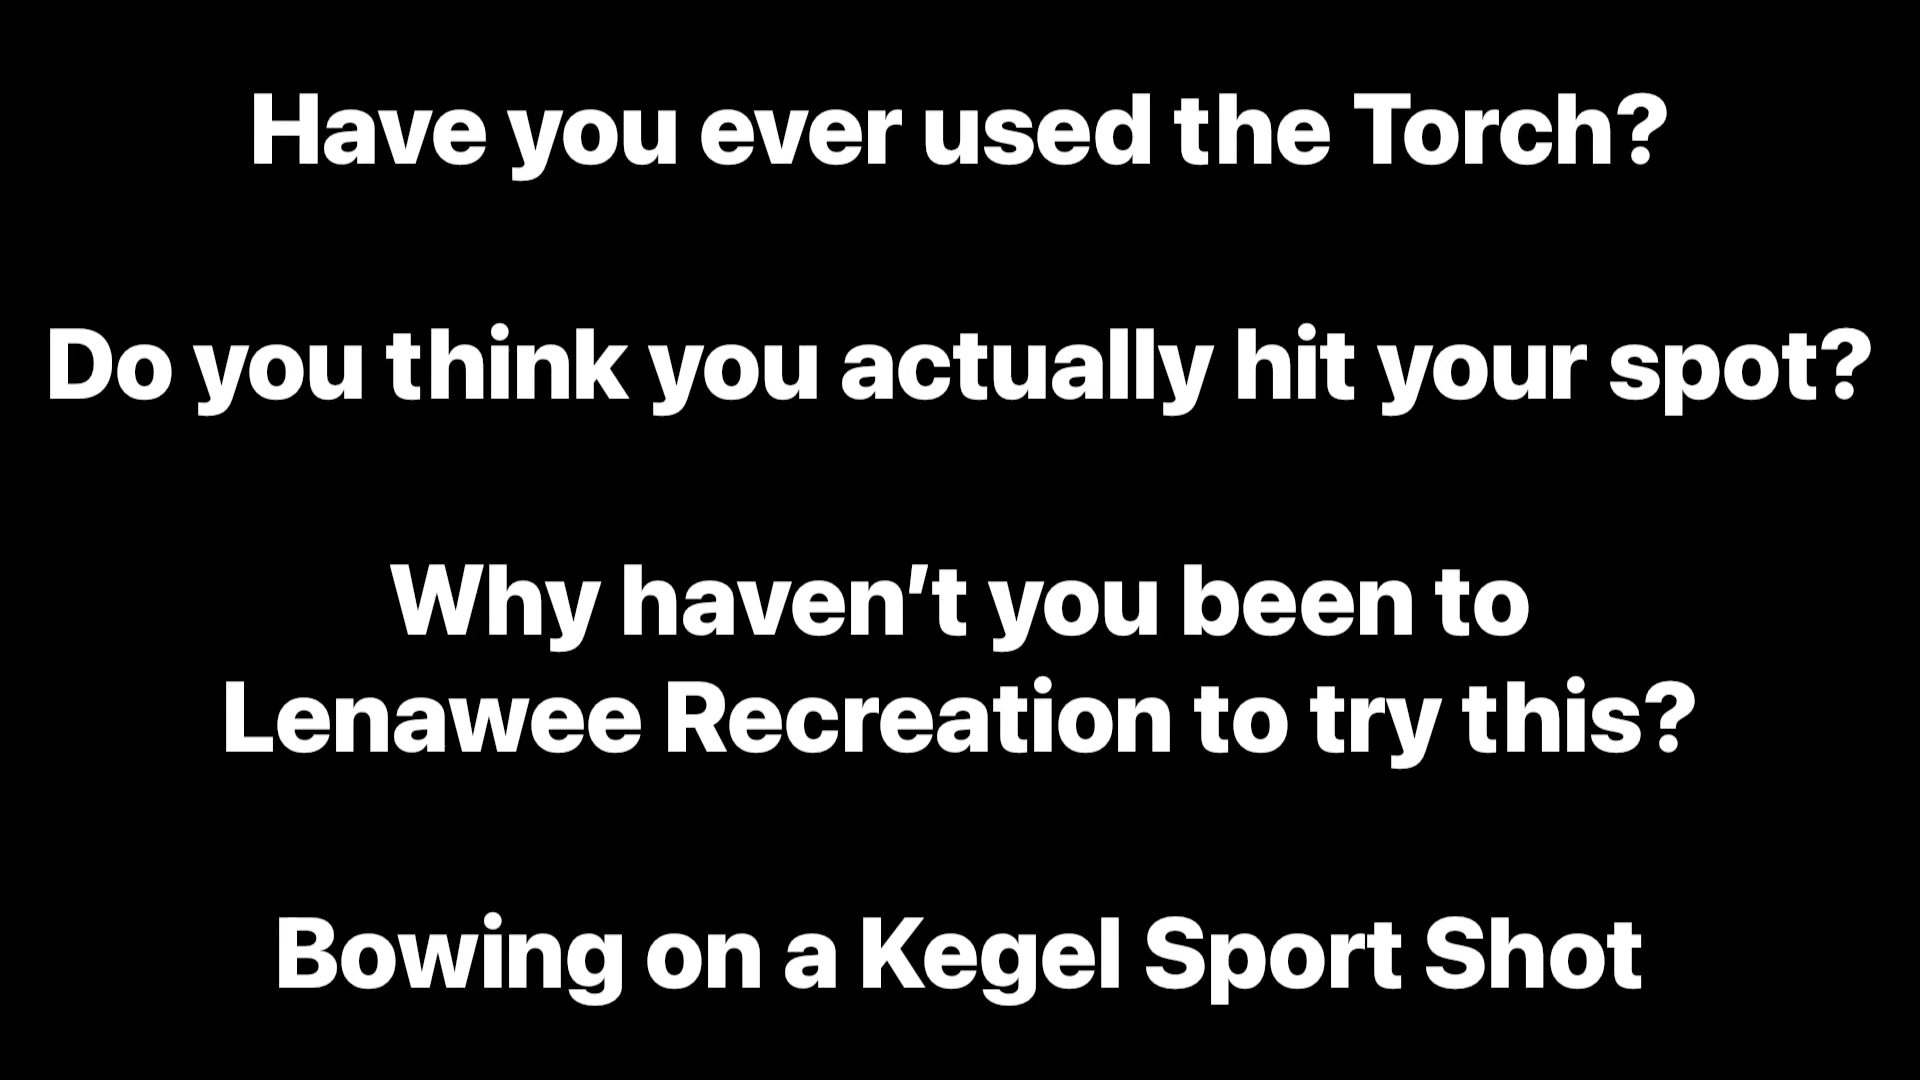 Have you ever used the Torch?
Do you think you actually hit your spot?
Why haven’t you been to
Lenawee Recreation to try this?
Bowing on a Kegel Sport Shot